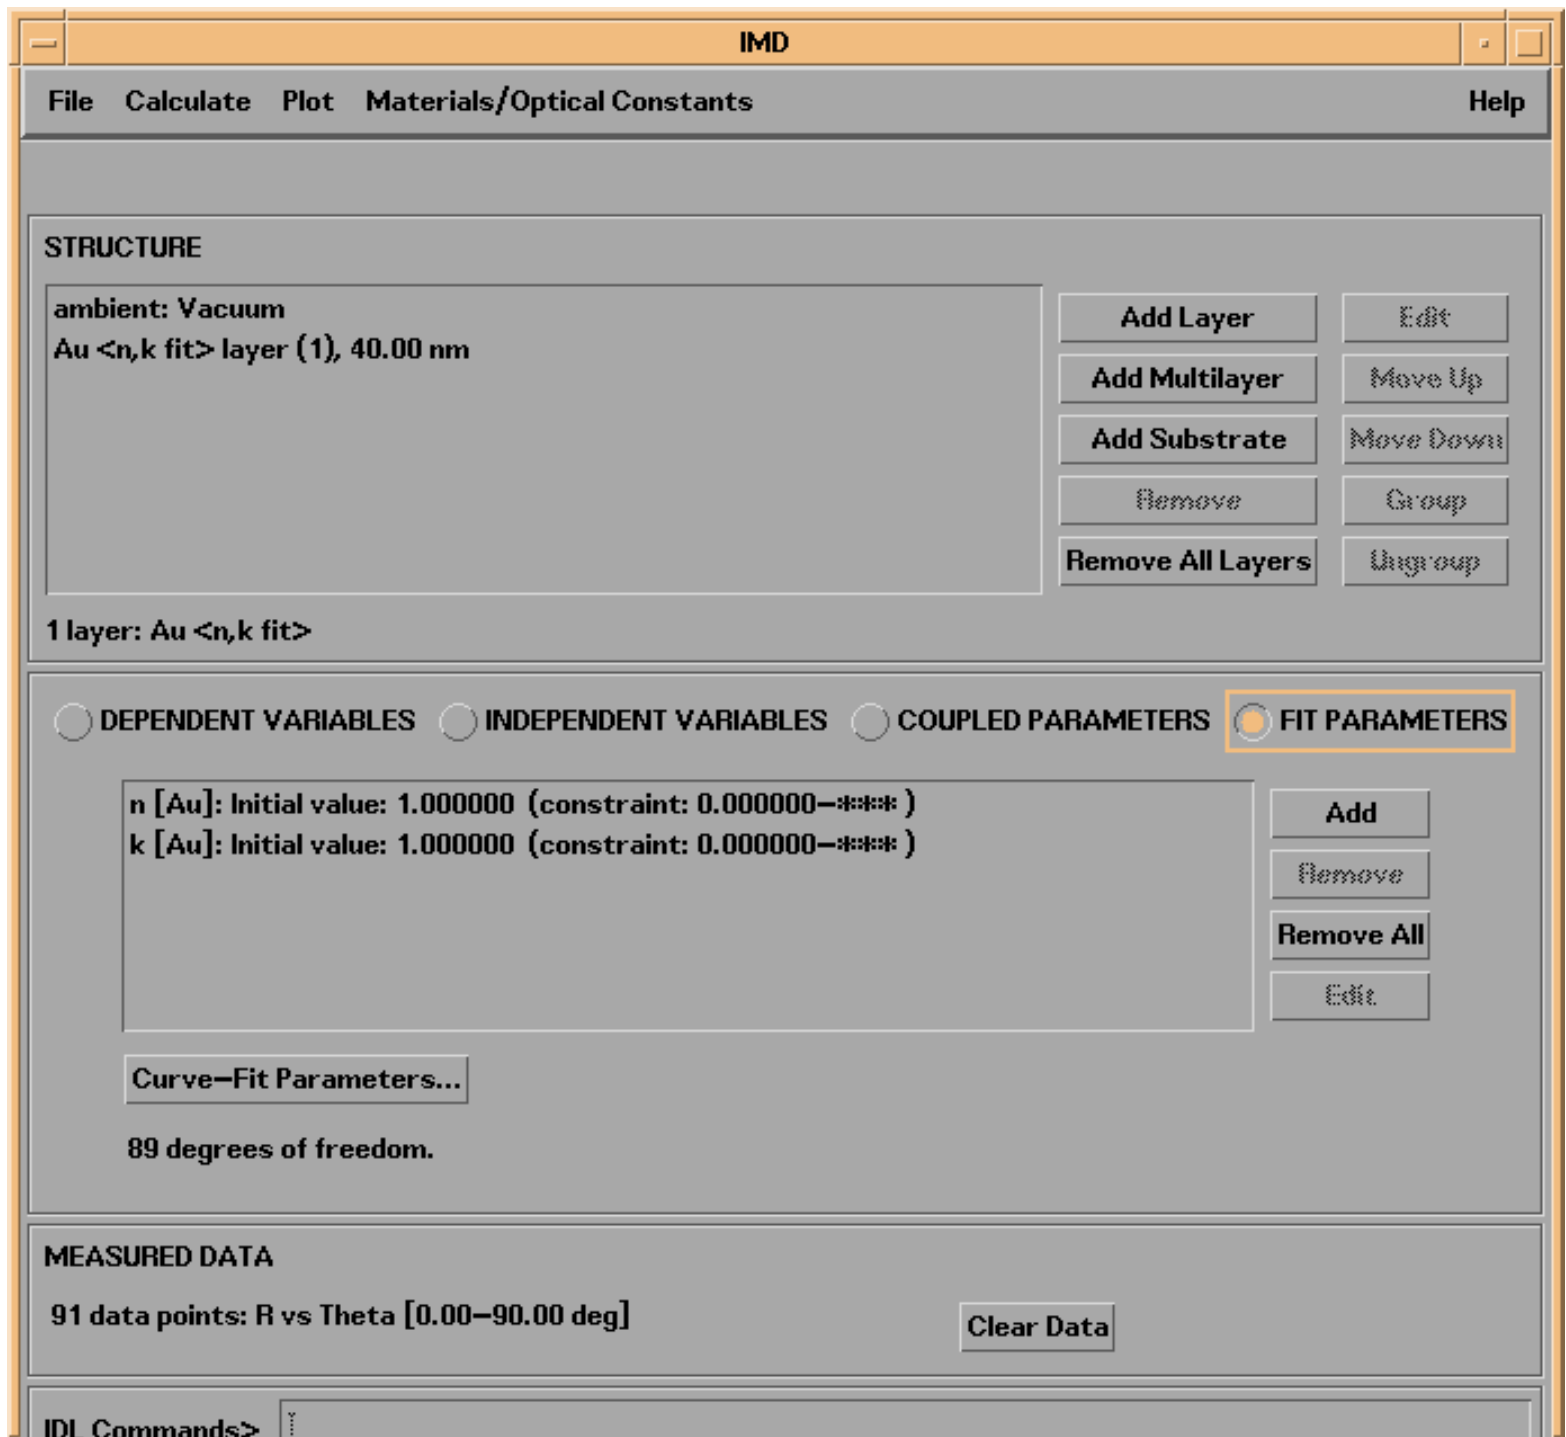 IMD
File Calculate Plot Materials/Optical Constants Help
STRUCTURE
ambient: Vacuum
Au <n,k fit> layer (1), 40.00 nm
Add Layer Edit
Add Multilayer Move Up
Add Substrate Move Down
Remove Group
Remove All Layers Ungroup
1 layer: Au <n,k fit>
DEPENDENT VARIABLES INDEPENDENT VARIABLES COUPLED PARAMETERS FIT PARAMETERS
n [Au]: Initial value: 1.000000 (constraint: 0.000000-*** )
k [Au]: Initial value: 1.000000 (constraint: 0.000000-*** )
Add
Remove
Remove All
Edit
Curve-Fit Parameters...
89 degrees of freedom.
MEASURED DATA
91 data points: R vs Theta [0.00-90.00 deg]
Clear Data
IDL Commands>